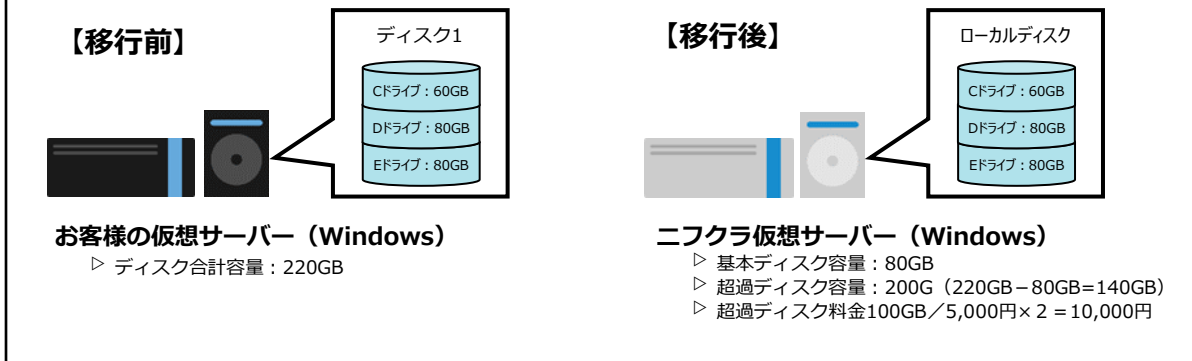 【移行前】
ディスク1
Cドライブ：60GB
Dドライブ：80GB
Eドライブ：80GB
お客様の仮想サーバー（Windows）
▷ ディスク合計容量：220GB
【移行後】
ローカルディスク
Cドライブ：60GB
Dドライブ：80GB
Eドライブ：80GB
ニフクラ仮想サーバー（Windows）
▷ 基本ディスク容量：80GB
▷ 超過ディスク容量：200G（220GB－80GB=140GB）
▷ 超過ディスク料金100GB／5,000円×２＝10,000円